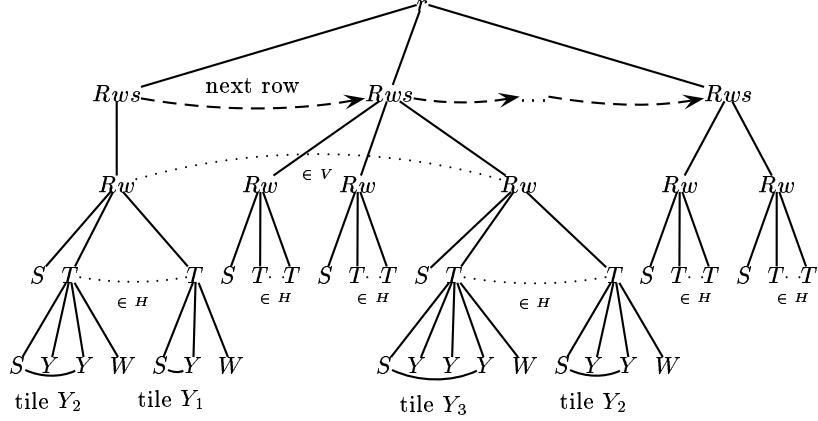 r
Rws next row Rws ... Rws
Rw ∈ V Rw Rw Rw Rw Rw
S T T S T T S T T S T T S T T S T T
∈ H ∈ H ∈ H ∈ H ∈ H ∈ H
S Y Y W S Y W S Y Y Y W S Y Y W
tile Y₂ tile Y₁ tile Y₃ tile Y₂